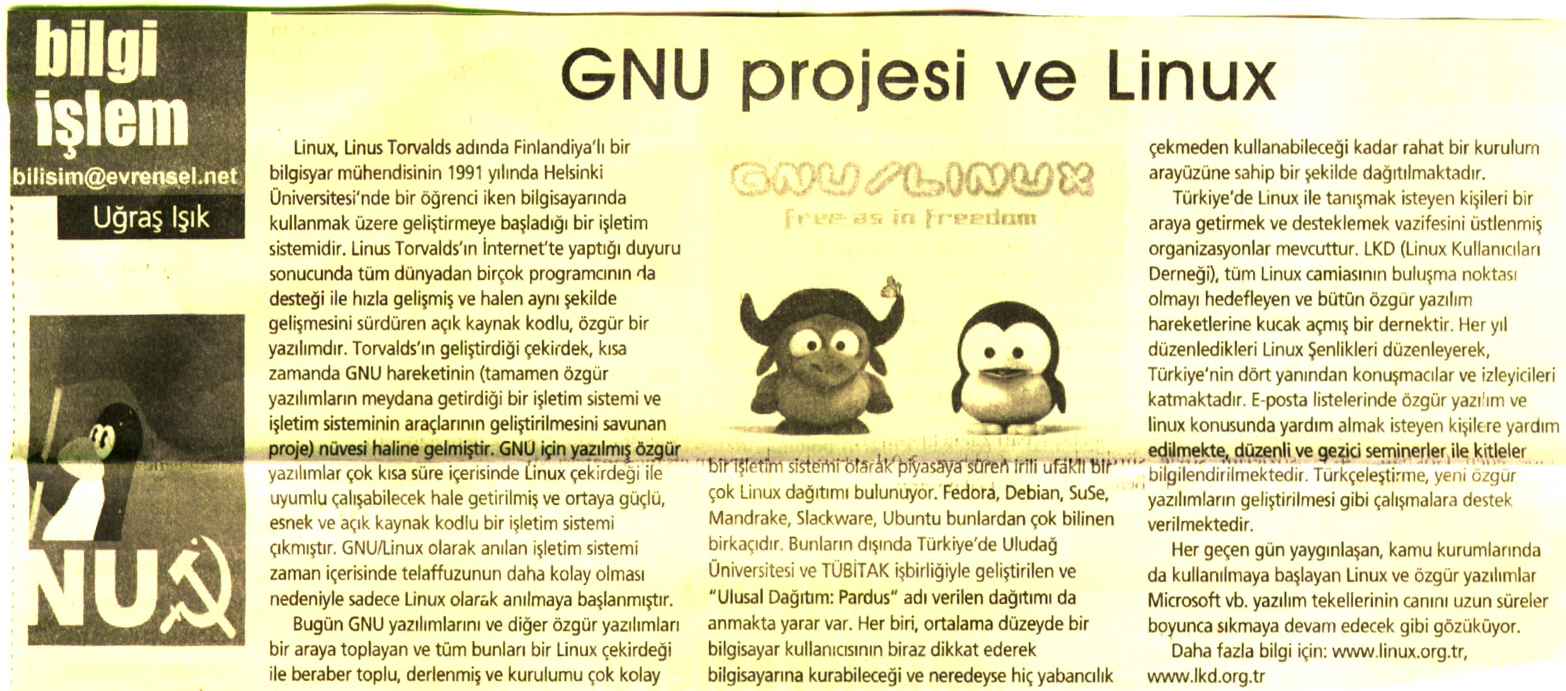 bilgi
işlem
bilisim@evrensel.net
Uğraş Işık
NU
GNU projesi ve Linux
Linux, Linus Torvalds adında Finlandiya'lı bir
bilgisyar mühendisinin 1991 yılında Helsinki
Üniversitesi'nde bir öğrenci iken bilgisayarında
kullanmak üzere geliştirmeye başladığı bir işletim
sistemidir. Linus Torvalds'ın İnternet'te yaptığı duyuru
sonucunda tüm dünyadan birçok programcının da
desteği ile hızla gelişmiş ve halen aynı şekilde
gelişmesini sürdüren açık kaynak kodlu, özgür bir
yazılımdır. Torvalds'ın geliştirdiği çekirdek, kısa
zamanda GNU hareketinin (tamamen özgür
yazılımların meydana getirdiği bir işletim sistemi ve
işletim sisteminin araçlarının geliştirilmesini savunan
proje) nüvesi haline gelmiştir. GNU için yazılmış özgür
yazılımlar çok kısa süre içerisinde Linux çekirdeği ile
uyumlu çalışabilecek hale getirilmiş ve ortaya güçlü,
esnek ve açık kaynak kodlu bir işletim sistemi
çıkmıştır. GNU/Linux olarak anılan işletim sistemi
zaman içerisinde telaffuzunun daha kolay olması
nedeniyle sadece Linux olarak anılmaya başlanmıştır.
Bugün GNU yazılımlarını ve diğer özgür yazılımları
bir araya toplayan ve tüm bunları bir Linux çekirdeği
ile beraber toplu, derlenmiş ve kurulumu çok kolay
GNU/LINUX
free as in freedom
bir işletim sistemi olarak piyasaya süren irili ufaklı bir
çok Linux dağıtımı bulunuyor. Fedora, Debian, SuSe,
Mandrake, Slackware, Ubuntu bunlardan çok bilinen
birkaçıdır. Bunların dışında Türkiye'de Uludağ
Üniversitesi ve TÜBİTAK işbirliğiyle geliştirilen ve
"Ulusal Dağıtım: Pardus" adı verilen dağıtımı da
anmakta yarar var. Her biri, ortalama düzeyde bir
bilgisayar kullanıcısının biraz dikkat ederek
bilgisayarına kurabileceği ve neredeyse hiç yabancılık
çekmeden kullanabileceği kadar rahat bir kurulum
arayüzüne sahip bir şekilde dağıtılmaktadır.
Türkiye'de Linux ile tanışmak isteyen kişileri bir
araya getirmek ve desteklemek vazifesini üstlenmiş
organizasyonlar mevcuttur. LKD (Linux Kullanıcıları
Derneği), tüm Linux camiasının buluşma noktası
olmayı hedefleyen ve bütün özgür yazılım
hareketlerine kucak açmış bir dernektir. Her yıl
düzenledikleri Linux Şenlikleri düzenleyerek,
Türkiye'nin dört yanından konuşmacılar ve izleyicileri
katmaktadır. E-posta listelerinde özgür yazılım ve
linux konusunda yardım almak isteyen kişilere yardım
edilmekte, düzenli ve gezici seminerler ile kitleler
bilgilendirilmektedir. Türkçeleştirme, yeni özgür
yazılımların geliştirilmesi gibi çalışmalara destek
verilmektedir.
Her geçen gün yaygınlaşan, kamu kurumlarında
da kullanılmaya başlayan Linux ve özgür yazılımlar
Microsoft vb. yazılım tekellerinin canını uzun süreler
boyunca sıkmaya devam edecek gibi gözüküyor.
Daha fazla bilgi için: www.linux.org.tr,
www.lkd.org.tr